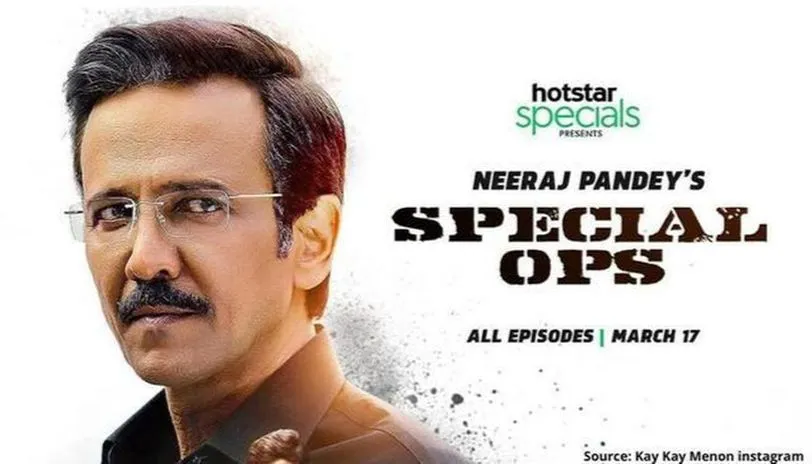 hotstar
specials
PRESENTS
NEERAJ PANDEY'S
SPECIAL
OPS
ALL EPISODES | MARCH 17
Source: Kay Kay Menon instagram